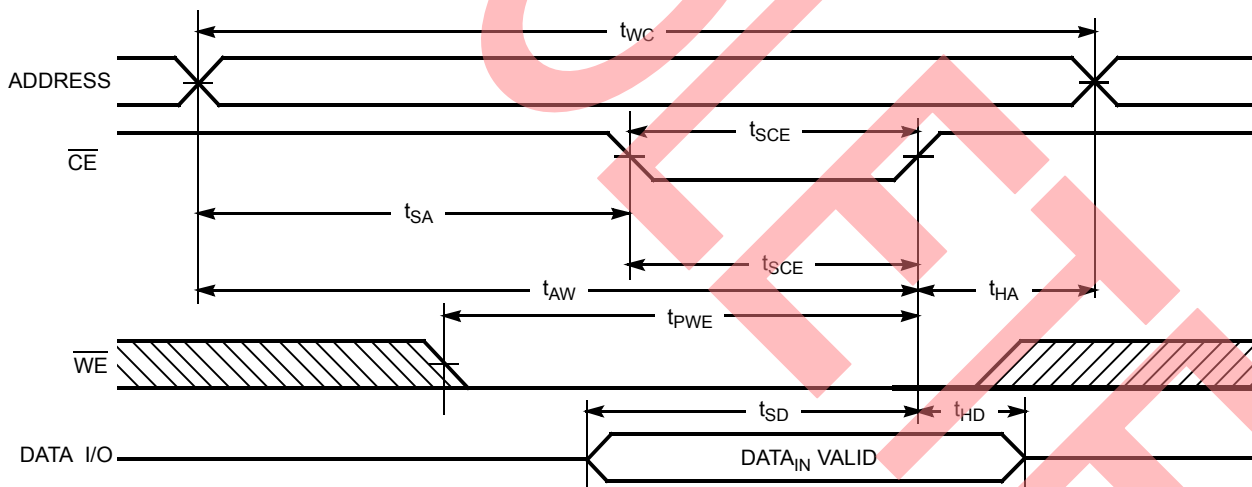 tWC
ADDRESS
tSCE
CE
tSA
tSCE
tAW
tHA
tPWE
WE
tSD
tHD
DATA I/O
DATAIN VALID